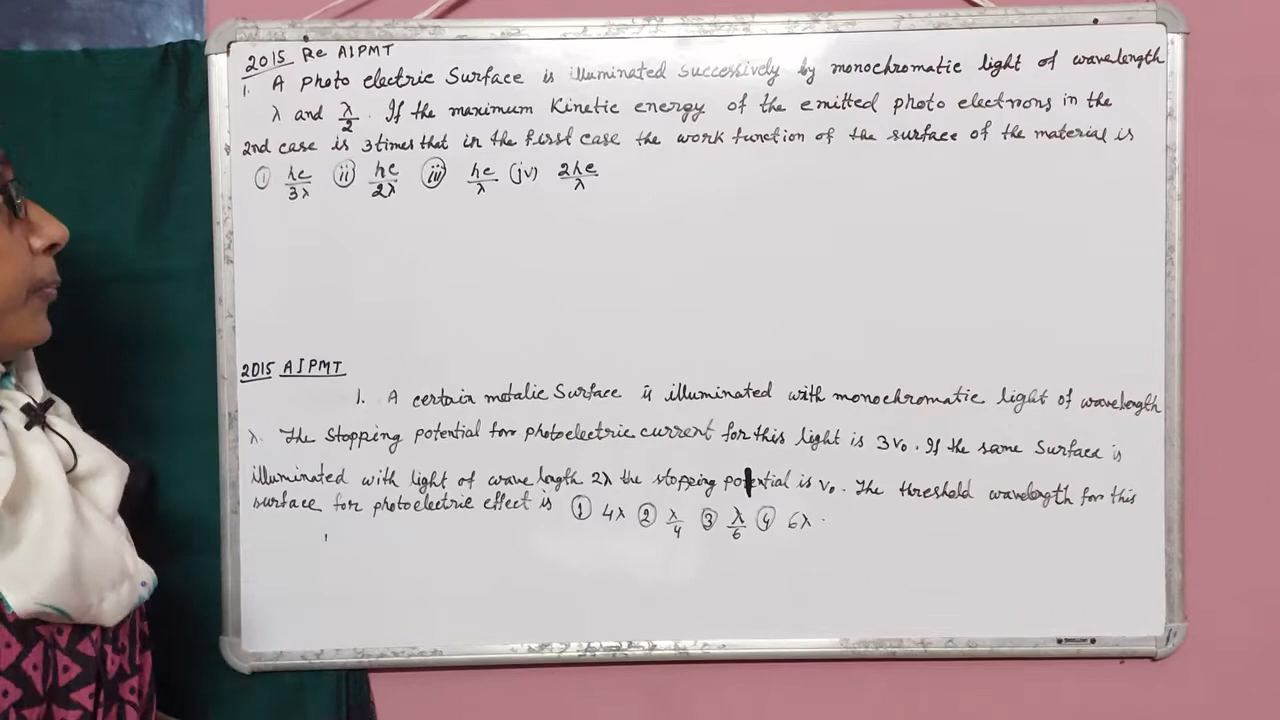 2015 Re AIPMT
1. A Photo electric Surface is illuminated successively by monochromatic light of wavelength
λ and λ/2. If the maximum Kinetic energy of the emitted photo electrons in the
2nd case is 3 times that in the first case the work function of the surface of the material is
(i) hc/3λ (ii) hc/2λ (iii) hc/λ (iv) 2hc/λ
2015 AIPMT
1. A certain metalic Surface is illuminated with monochromatic light of wavelength
λ. The Stopping potential for photoelectric current for this light is 3V₀. If the same Surface is
illuminated with light of wave length 2λ the stopping potential is V₀. The threshold wavelength for this
surface for photoelectric effect is ① 4λ ② λ/4 ③ λ/6 ④ 6λ.